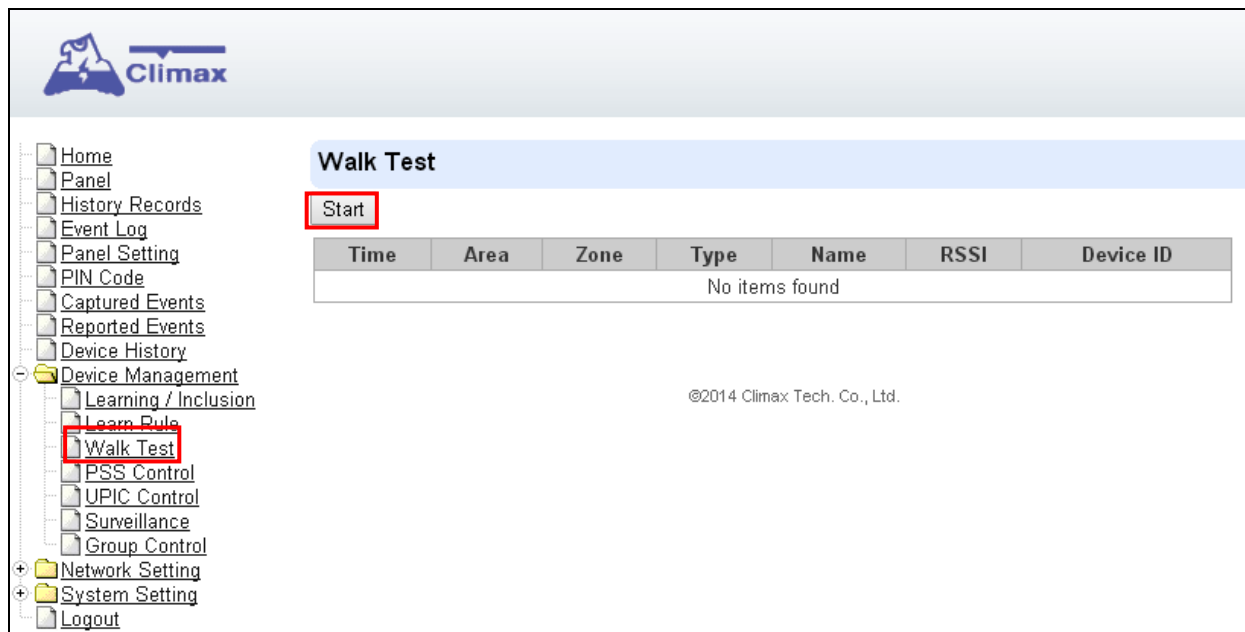 Climax
Home
Panel
History Records
Event Log
Panel Setting
PIN Code
Captured Events
Reported Events
Device History
Device Management
Learning / Inclusion
Learn Rule
Walk Test
PSS Control
UPIC Control
Surveillance
Group Control
Network Setting
System Setting
Logout
Walk Test
Start
Time Area Zone Type Name RSSI Device ID
No items found
©2014 Climax Tech. Co., Ltd.